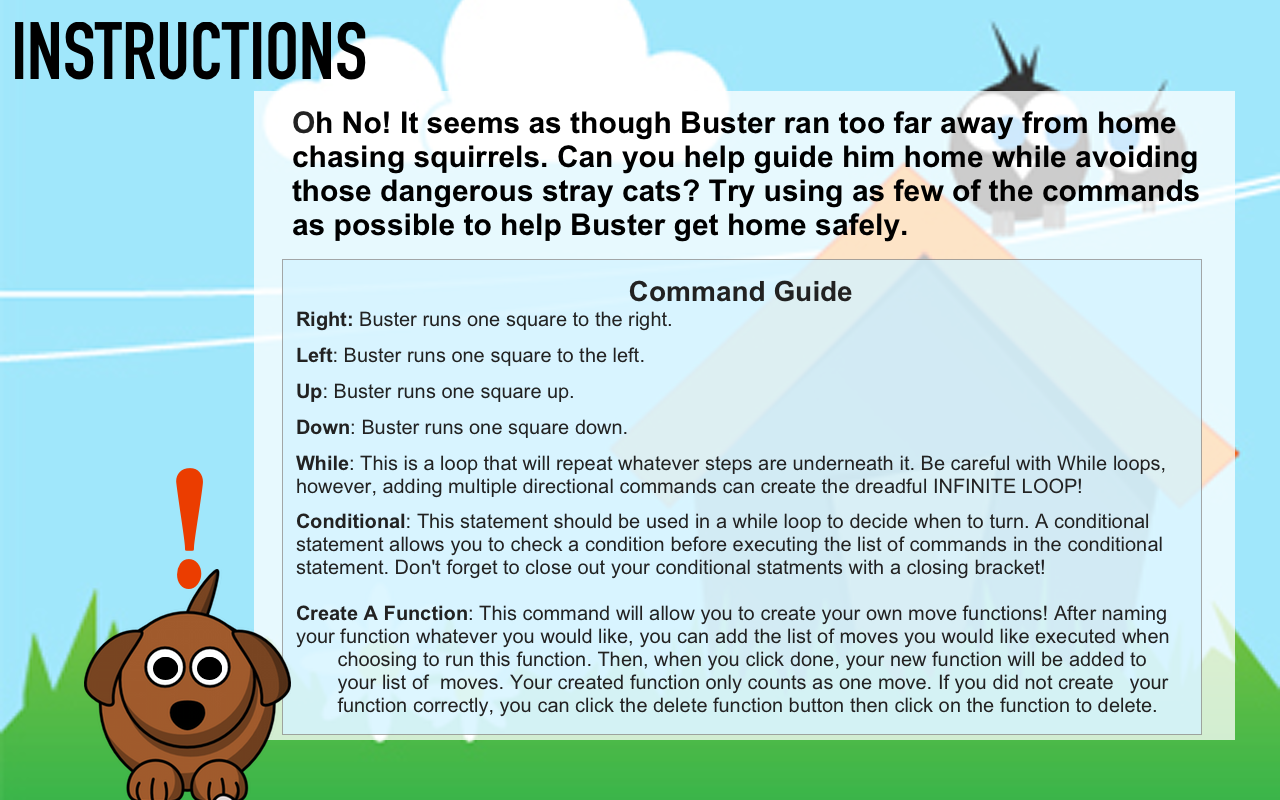 INSTRUCTIONS
Oh No! It seems as though Buster ran too far away from home
chasing squirrels. Can you help guide him home while avoiding
those dangerous stray cats? Try using as few of the commands
as possible to help Buster get home safely.
Command Guide
Right: Buster runs one square to the right.
Left: Buster runs one square to the left.
Up: Buster runs one square up.
Down: Buster runs one square down.
While: This is a loop that will repeat whatever steps are underneath it. Be careful with While loops,
however, adding multiple directional commands can create the dreadful INFINITE LOOP!
Conditional: This statement should be used in a while loop to decide when to turn. A conditional
statement allows you to check a condition before executing the list of commands in the conditional
statement. Don't forget to close out your conditional statments with a closing bracket!
Create A Function: This command will allow you to create your own move functions! After naming
your function whatever you would like, you can add the list of moves you would like executed when
choosing to run this function. Then, when you click done, your new function will be added to
your list of moves. Your created function only counts as one move. If you did not create your
function correctly, you can click the delete function button then click on the function to delete.
!